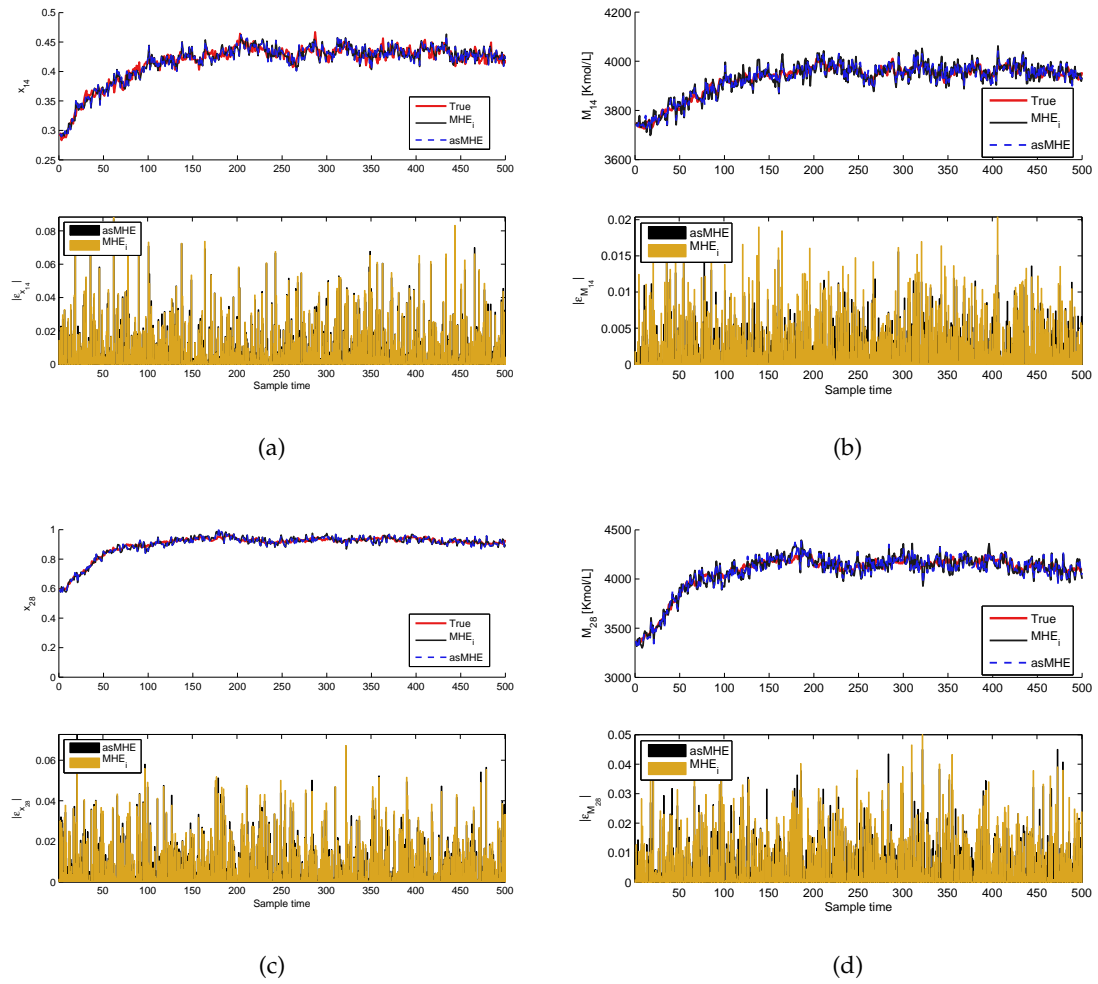 0.5
0.45
0.4
0.35
0.3
0.25
x14
0 50 100 150 200 250 300 350 400 450 500
True
MHEi
asMHE
0.08
0.06
0.04
0.02
0
|εx14|
asMHE
MHEi
50 100 150 200 250 300 350 400 450 500
Sample time
(a)
4200
4000
3800
3600
M14 [Kmol/L]
0 50 100 150 200 250 300 350 400 450 500
True
MHEi
asMHE
0.02
0.015
0.01
0.005
0
|εM14|
asMHE
MHEi
50 100 150 200 250 300 350 400 450 500
Sample time
(b)
1
0.8
0.6
0.4
0.2
0
x28
0 50 100 150 200 250 300 350 400 450 500
True
MHEi
asMHE
0.06
0.04
0.02
0
|εx28|
asMHE
MHEi
50 100 150 200 250 300 350 400 450 500
Sample time
(c)
4500
4000
3500
3000
M28 [Kmol/L]
0 50 100 150 200 250 300 350 400 450 500
True
MHEi
asMHE
0.05
0.04
0.03
0.02
0.01
0
|εM28|
asMHE
MHEi
50 100 150 200 250 300 350 400 450 500
Sample time
(d)